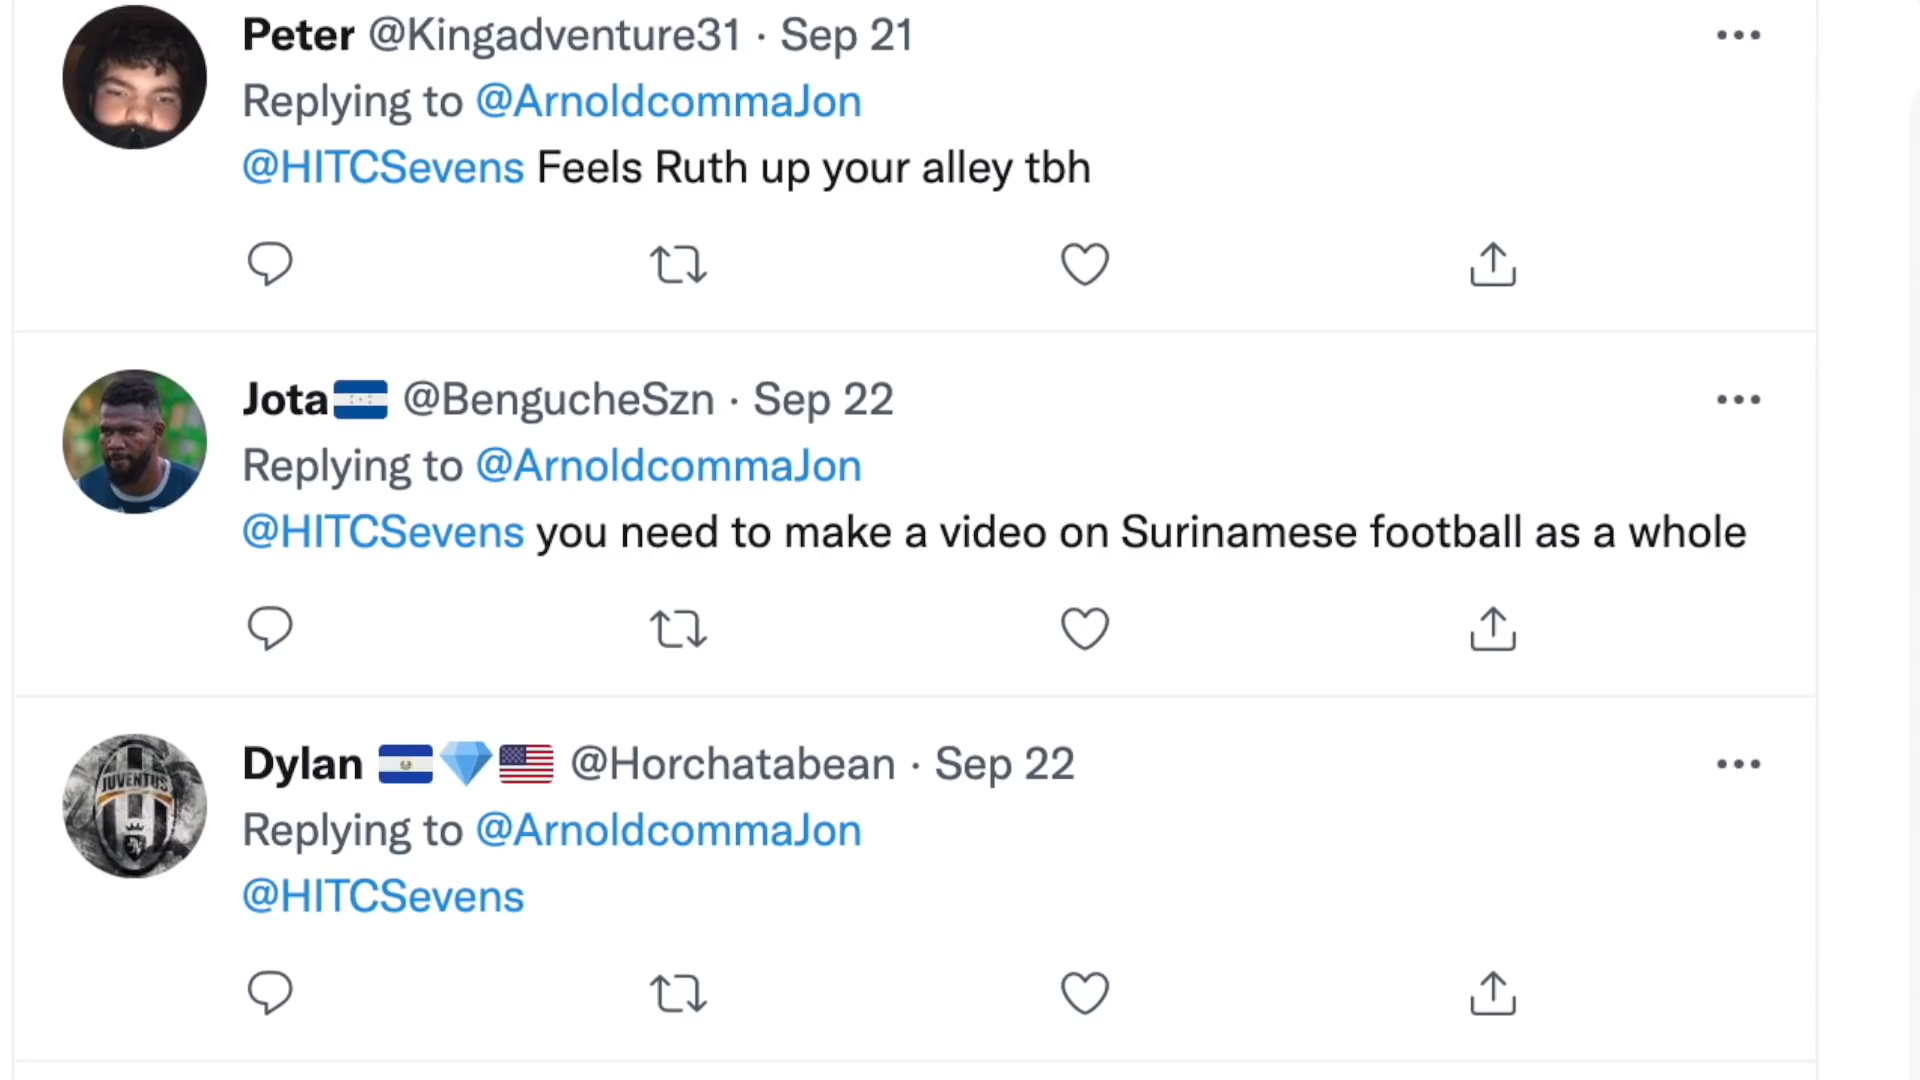 Peter @Kingadventure31 · Sep 21
Replying to @ArnoldcommaJon
@HITCSevens Feels Ruth up your alley tbh
Jota @BengucheSzn · Sep 22
Replying to @ArnoldcommaJon
@HITCSevens you need to make a video on Surinamese football as a whole
JUVENTUS
Dylan @Horchatabean · Sep 22
Replying to @ArnoldcommaJon
@HITCSevens